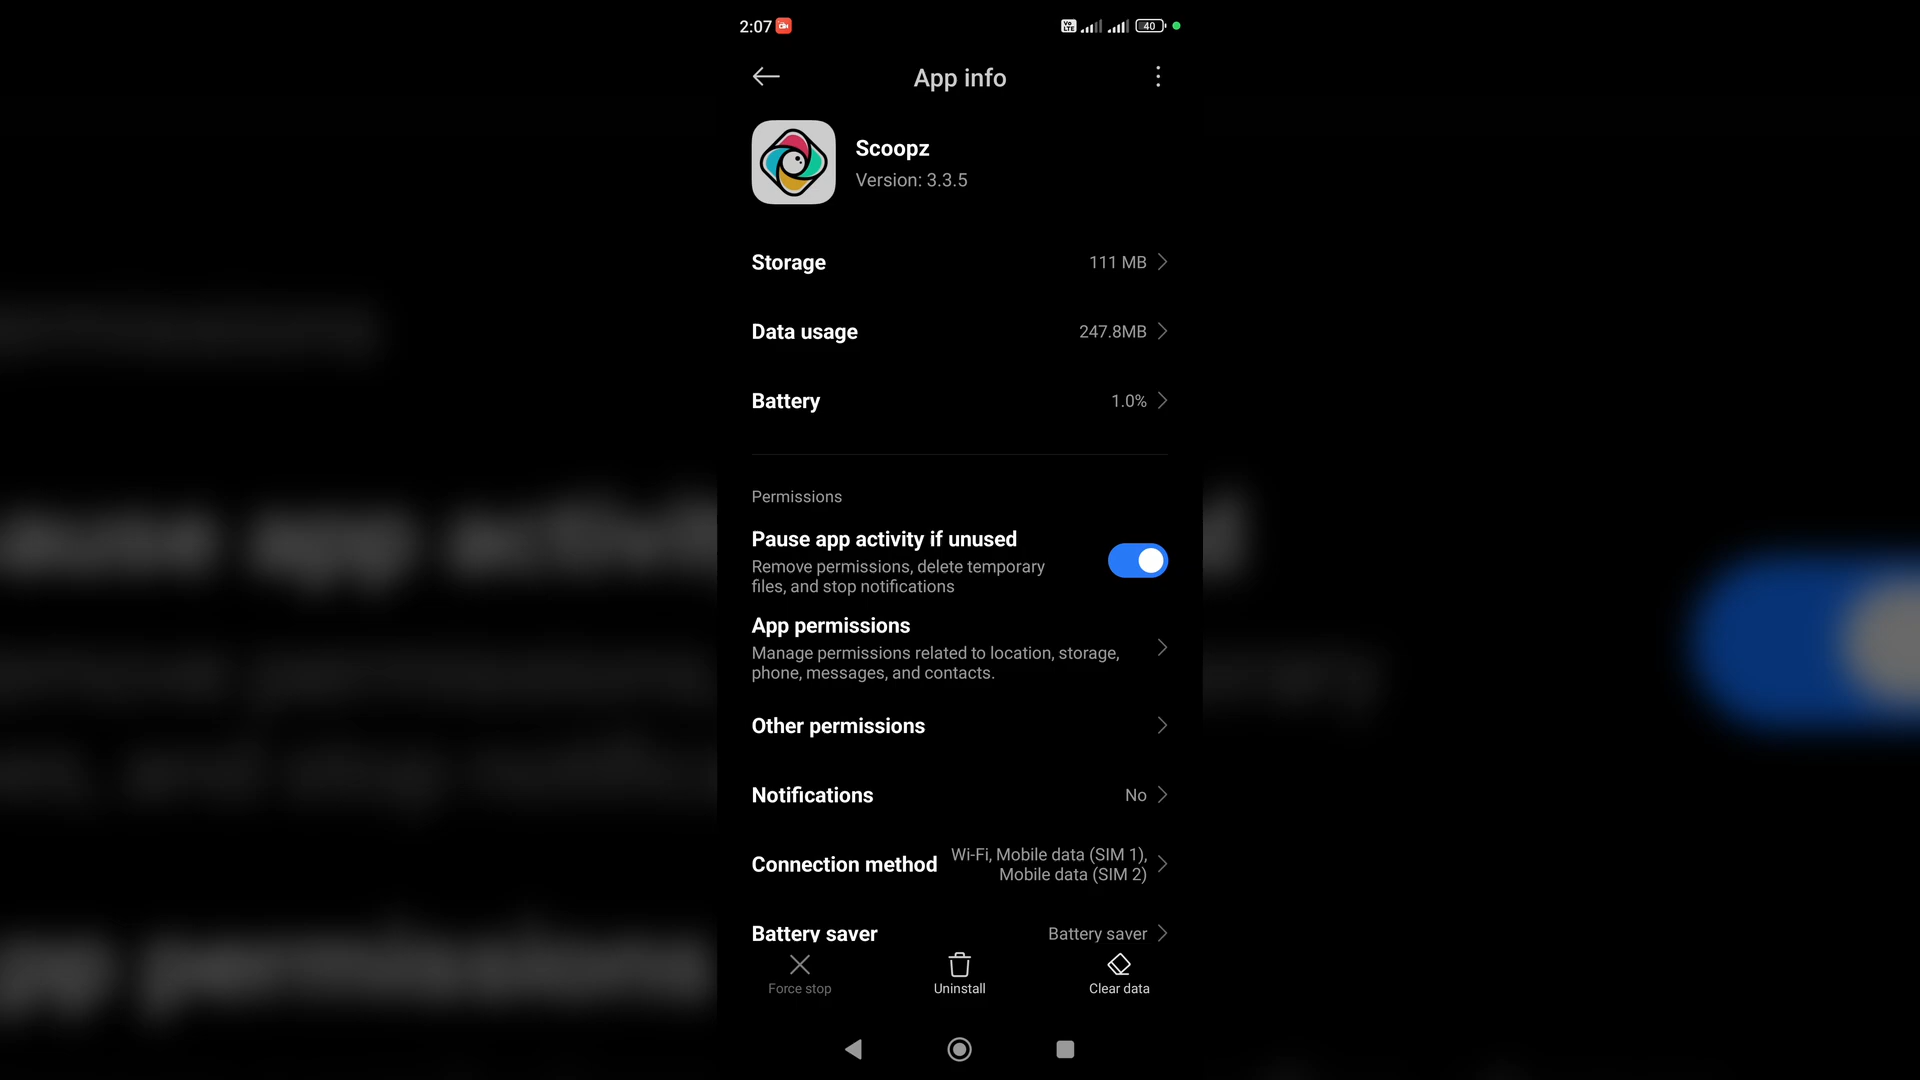 2:07
Vo LTE
40
App info
Scoopz
Version: 3.3.5
Storage
111 MB
Data usage
247.8MB
Battery
1.0%
Permissions
Pause app activity if unused
Remove permissions, delete temporary
files, and stop notifications
App permissions
Manage permissions related to location, storage,
phone, messages, and contacts.
Other permissions
Notifications
No
Connection method
Wi-Fi, Mobile data (SIM 1),
Mobile data (SIM 2)
Battery saver
Battery saver
Force stop
Uninstall
Clear data